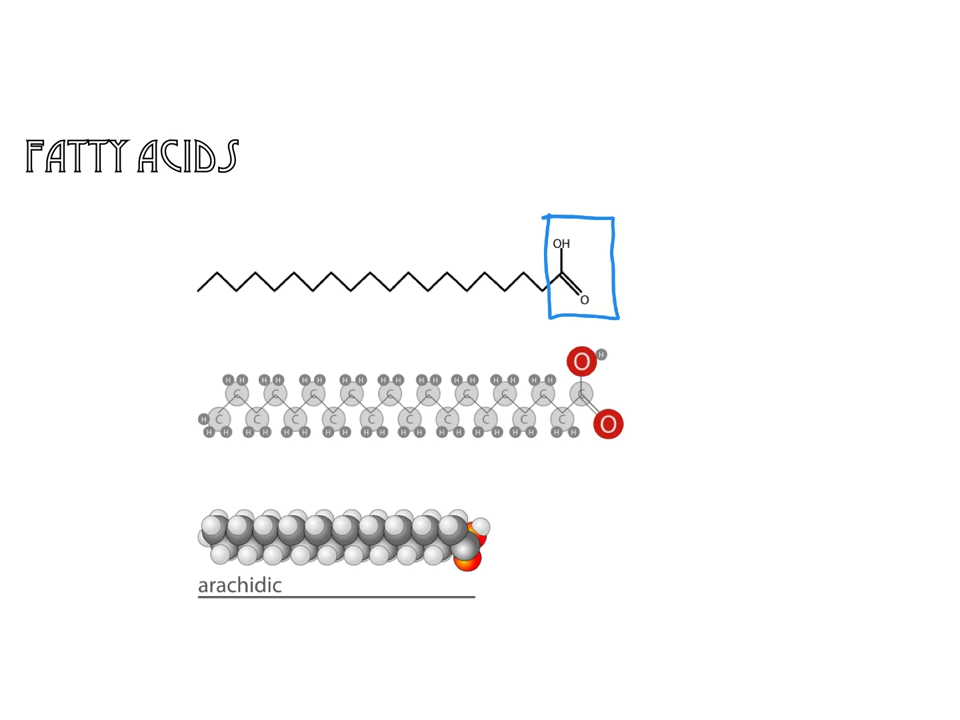 FATTY ACIDS
OH
O
O H
H H H H H H H H H H H H H H H H H H
C C C C C C C C C C
H C C C C C C C C C C O
H H H H H H H H H H H H H H H H H H H H
arachidic